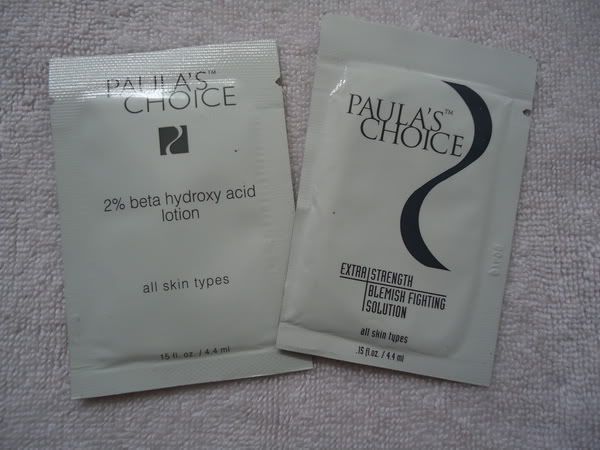 PAULA'S™
CHOICE
2% beta hydroxy acid
lotion
all skin types
.15 fl. oz. / 4.4 ml
PAULA'S™
CHOICE
EXTRA STRENGTH
BLEMISH FIGHTING
SOLUTION
all skin types
.15 fl.oz. / 4.4 ml